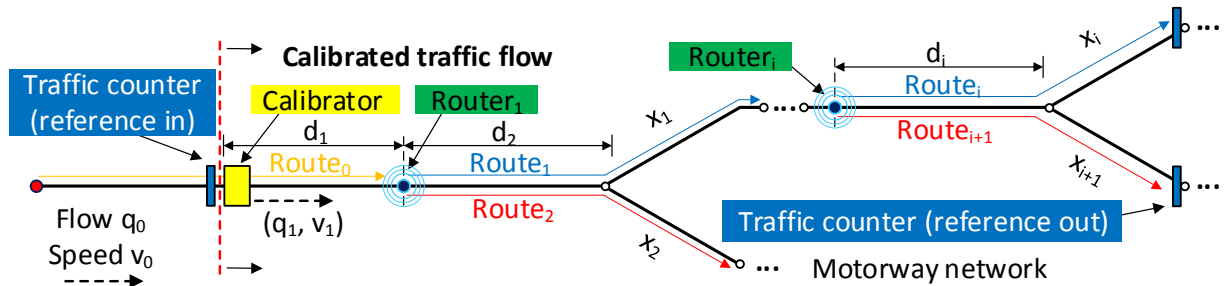 Calibrated traffic flow
Traffic counter
(reference in)
Calibrator
Router₁
Routerᵢ
d₁
d₂
dᵢ
Route₀
Route₁
Route₂
x₁
x₂
Routeᵢ
Routeᵢ₊₁
xᵢ
xᵢ₊₁
...
...
...
...
Flow q₀
Speed v₀
(q₁, v₁)
Traffic counter (reference out)
Motorway network